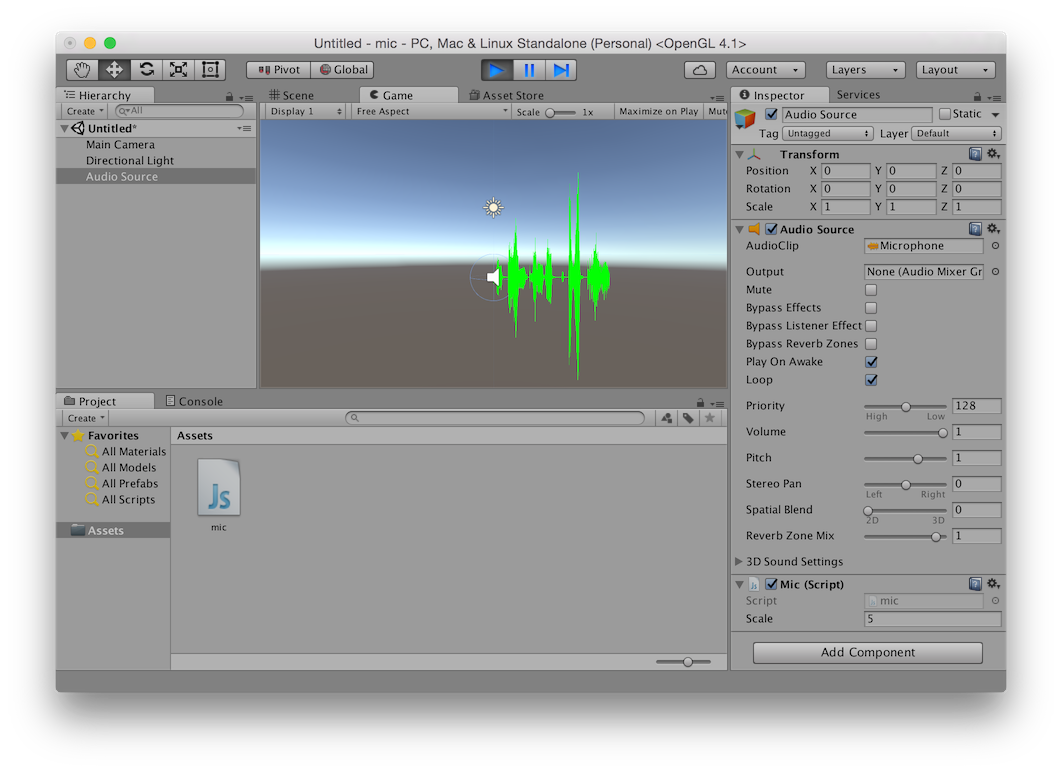 Untitled - mic - PC, Mac & Linux Standalone (Personal) <OpenGL 4.1>
Pivot Global Account Layers Layout
Hierarchy
Create All
Untitled*
Main Camera
Directional Light
Audio Source
Scene Game Asset Store
Display 1 Free Aspect Scale 1x Maximize on Play Mut
Project Console
Create
Favorites
All Materials
All Models
All Prefabs
All Scripts
Assets
Assets
Js
mic
Inspector Services
Audio Source Static
Tag Untagged Layer Default
Transform
Position X 0 Y 0 Z 0
Rotation X 0 Y 0 Z 0
Scale X 1 Y 1 Z 1
Audio Source
AudioClip Microphone
Output None (Audio Mixer Gr
Mute
Bypass Effects
Bypass Listener Effect
Bypass Reverb Zones
Play On Awake
Loop
Priority 128
High Low
Volume 1
Pitch 1
Stereo Pan 0
Left Right
Spatial Blend 0
2D 3D
Reverb Zone Mix 1
3D Sound Settings
Js Mic (Script)
Script mic
Scale 5
Add Component